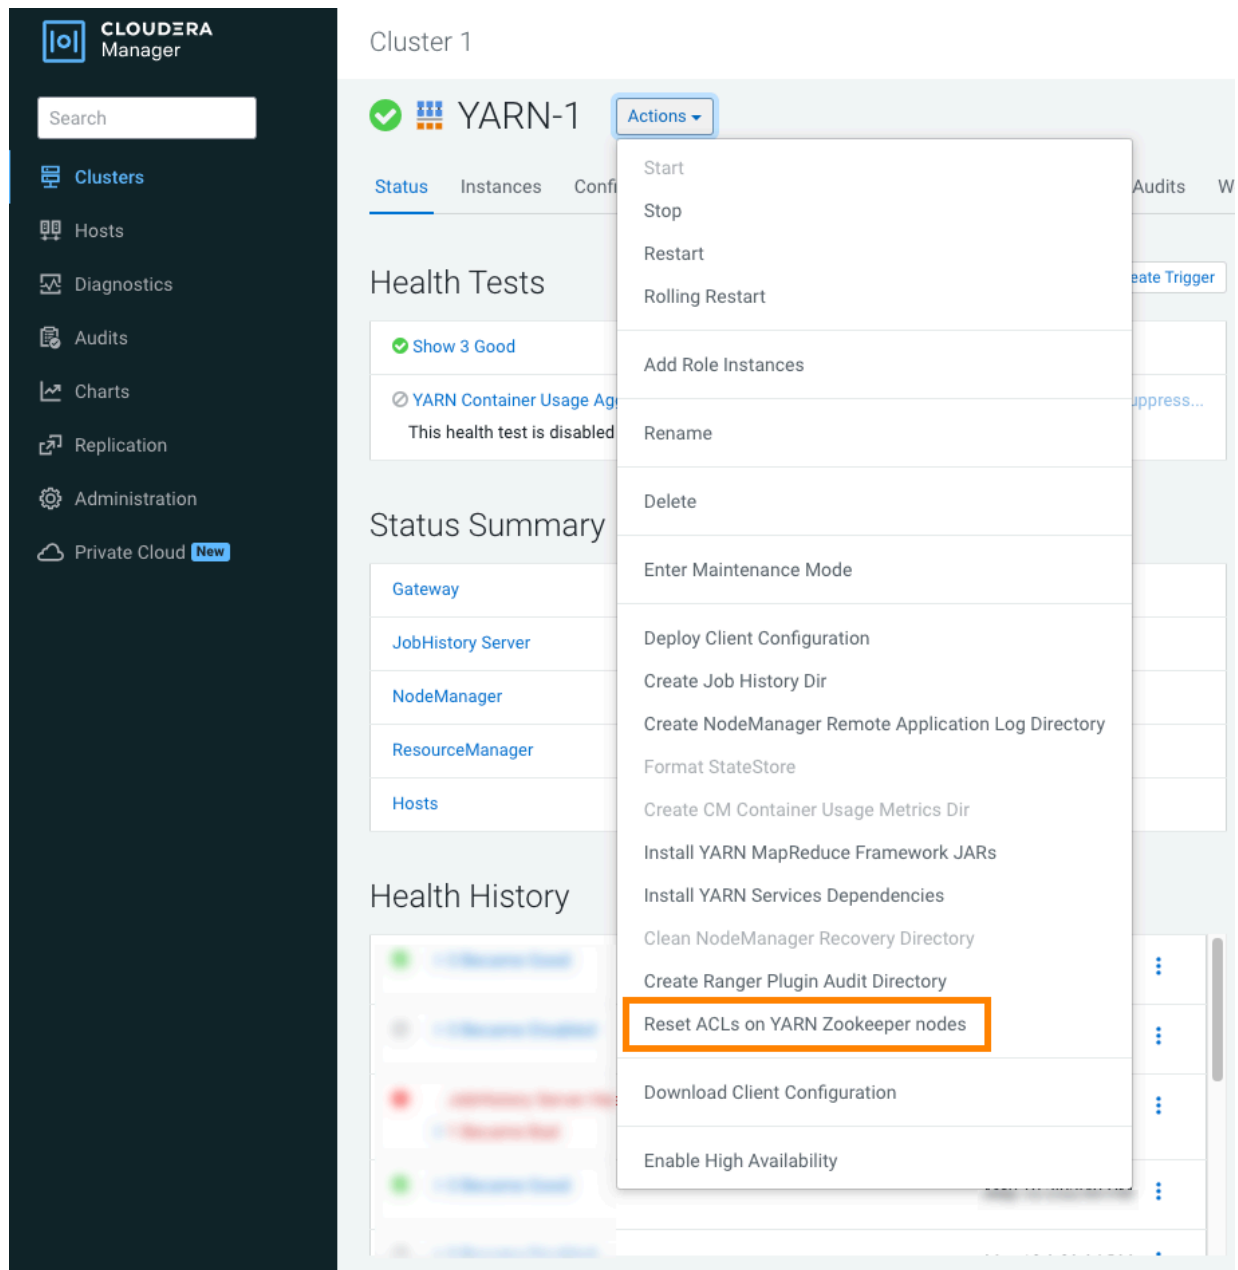 CLOUDERA
Manager
Search
Clusters
Hosts
Diagnostics
Audits
Charts
Replication
Administration
Private Cloud New
Cluster 1
YARN-1
Actions
Status Instances Confi Audits W
Start
Stop
Restart
Rolling Restart
Add Role Instances
Rename
Delete
Enter Maintenance Mode
Deploy Client Configuration
Create Job History Dir
Create NodeManager Remote Application Log Directory
Format StateStore
Create CM Container Usage Metrics Dir
Install YARN MapReduce Framework JARs
Install YARN Services Dependencies
Clean NodeManager Recovery Directory
Create Ranger Plugin Audit Directory
Reset ACLs on YARN Zookeeper nodes
Download Client Configuration
Enable High Availability
Health Tests
eate Trigger
Show 3 Good
YARN Container Usage Agg
uppress...
This health test is disabled
Status Summary
Gateway
JobHistory Server
NodeManager
ResourceManager
Hosts
Health History